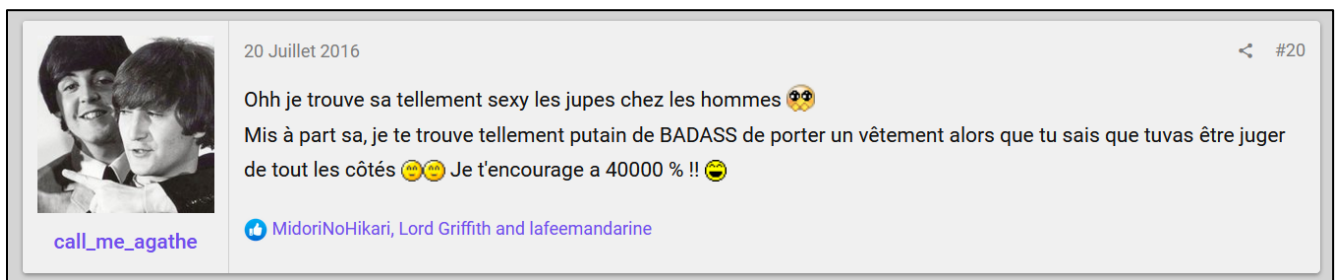 20 Juillet 2016
#20
Ohh je trouve sa tellement sexy les jupes chez les hommes
Mis à part sa, je te trouve tellement putain de BADASS de porter un vêtement alors que tu sais que tuvas être juger
de tout les côtés Je t'encourage a 40000 % !!
MidoriNoHikari, Lord Griffith and lafeemandarine
call_me_agathe